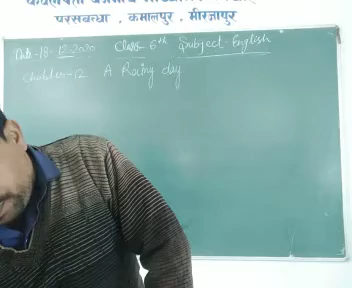 परसबन्धा , कमालपुर , मीरजापुर
Date-18-12-2020 Class- 6th Subject English
Chapter-12 A Rainy day